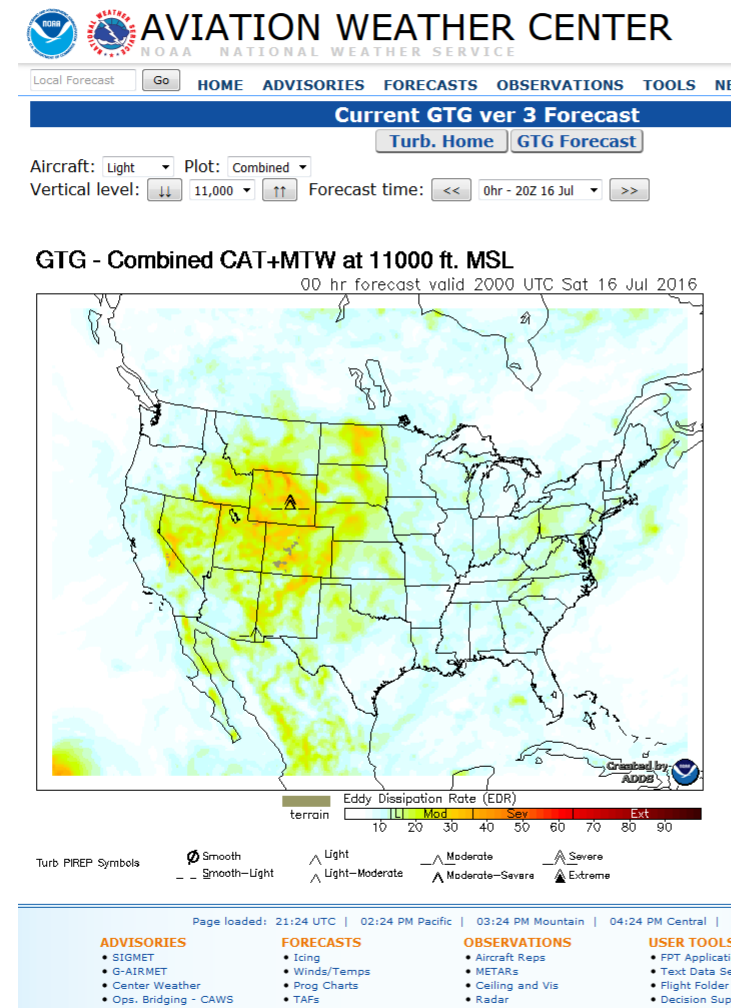 NOAA
AVIATION WEATHER CENTER
NOAA NATIONAL WEATHER SERVICE
Local Forecast Go HOME ADVISORIES FORECASTS OBSERVATIONS TOOLS NE
Current GTG ver 3 Forecast
Turb. Home GTG Forecast
Aircraft: Light Plot: Combined
Vertical level: ↓↓ 11,000 ↑↑ Forecast time: << 0hr - 20Z 16 Jul >>
GTG - Combined CAT+MTW at 11000 ft. MSL
00 hr forecast valid 2000 UTC Sat 16 Jul 2016
Created by
ADDS
Eddy Dissipation Rate (EDR)
terrain
L Mod Sev Ext
10 20 30 40 50 60 70 80 90
Turb PIREP Symbols
Smooth Light Moderate Severe
Smooth-Light Light-Moderate Moderate-Severe Extreme
Page loaded: 21:24 UTC | 02:24 PM Pacific | 03:24 PM Mountain | 04:24 PM Central |
ADVISORIES FORECASTS OBSERVATIONS USER TOOLS
• SIGMET • Icing • Aircraft Reps • FPT Applicati
• G-AIRMET • Winds/Temps • METARs • Text Data Se
• Center Weather • Prog Charts • Ceiling and Vis • Flight Folder
• Ops. Bridging - CAWS • TAFs • Radar • Decision Sup